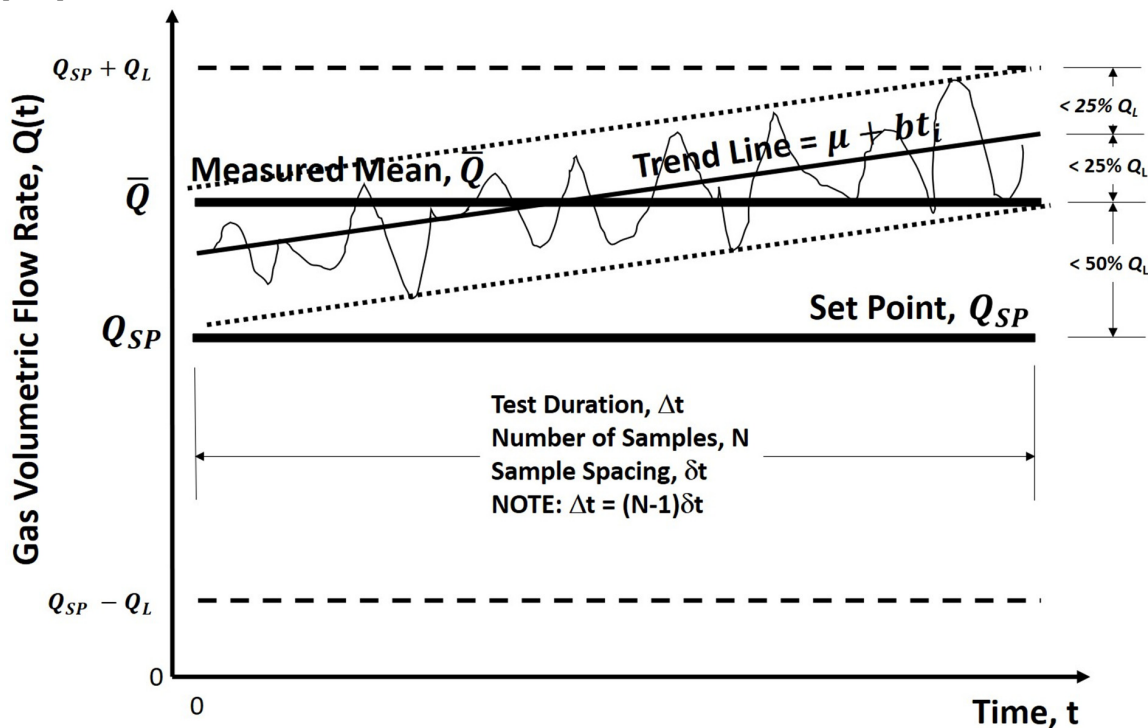 Gas Volumetric Flow Rate, Q(t)
Q_SP + Q_L
Q̄
Q_SP
Q_SP − Q_L
0
0
Time, t
Measured Mean, Q̄
Trend Line = μ + bt_i
Set Point, Q_SP
Test Duration, Δt
Number of Samples, N
Sample Spacing, δt
NOTE: Δt = (N-1)δt
< 25% Q_L
< 25% Q_L
< 50% Q_L